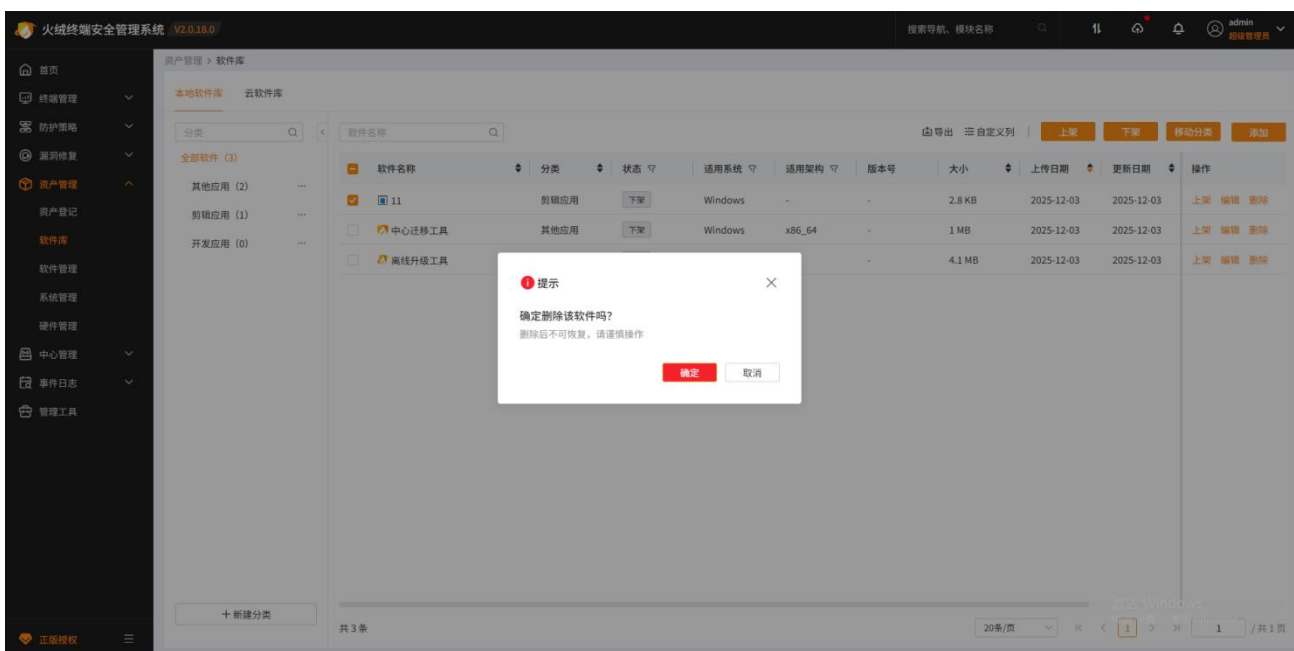 火绒终端安全管理系统 V2.0.18.0 搜索导航、模块名称 admin
超级管理员
首页
终端管理
防护策略
漏洞修复
资产管理
资产登记
软件库
软件管理
系统管理
硬件管理
中心管理
事件日志
管理工具
正版授权
资产管理 > 软件库
本地软件库 云软件库
分类
全部软件（3）
其他应用（2） ...
剪辑应用（1） ...
开发应用（0） ...
+ 新建分类
软件名称 导出 自定义列 上架 下架 移动分类 添加
软件名称 分类 状态 适用系统 适用架构 版本号 大小 上传日期 更新日期 操作
11 剪辑应用 下架 Windows - - 2.8 KB 2025-12-03 2025-12-03 上架 编辑 删除
中心迁移工具 其他应用 下架 Windows x86_64 - 1 MB 2025-12-03 2025-12-03 上架 编辑 删除
离线升级工具 - 4.1 MB 2025-12-03 2025-12-03 上架 编辑 删除
提示
确定删除该软件吗？
删除后不可恢复，请谨慎操作
确定 取消
激活 Windows
共 3 条 20条/页 1 1 / 共 1 页